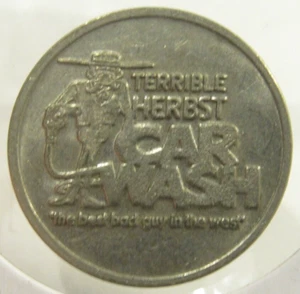 TERRIBLE
HERBST
CAR
WASH
"the best bad guy in the west"